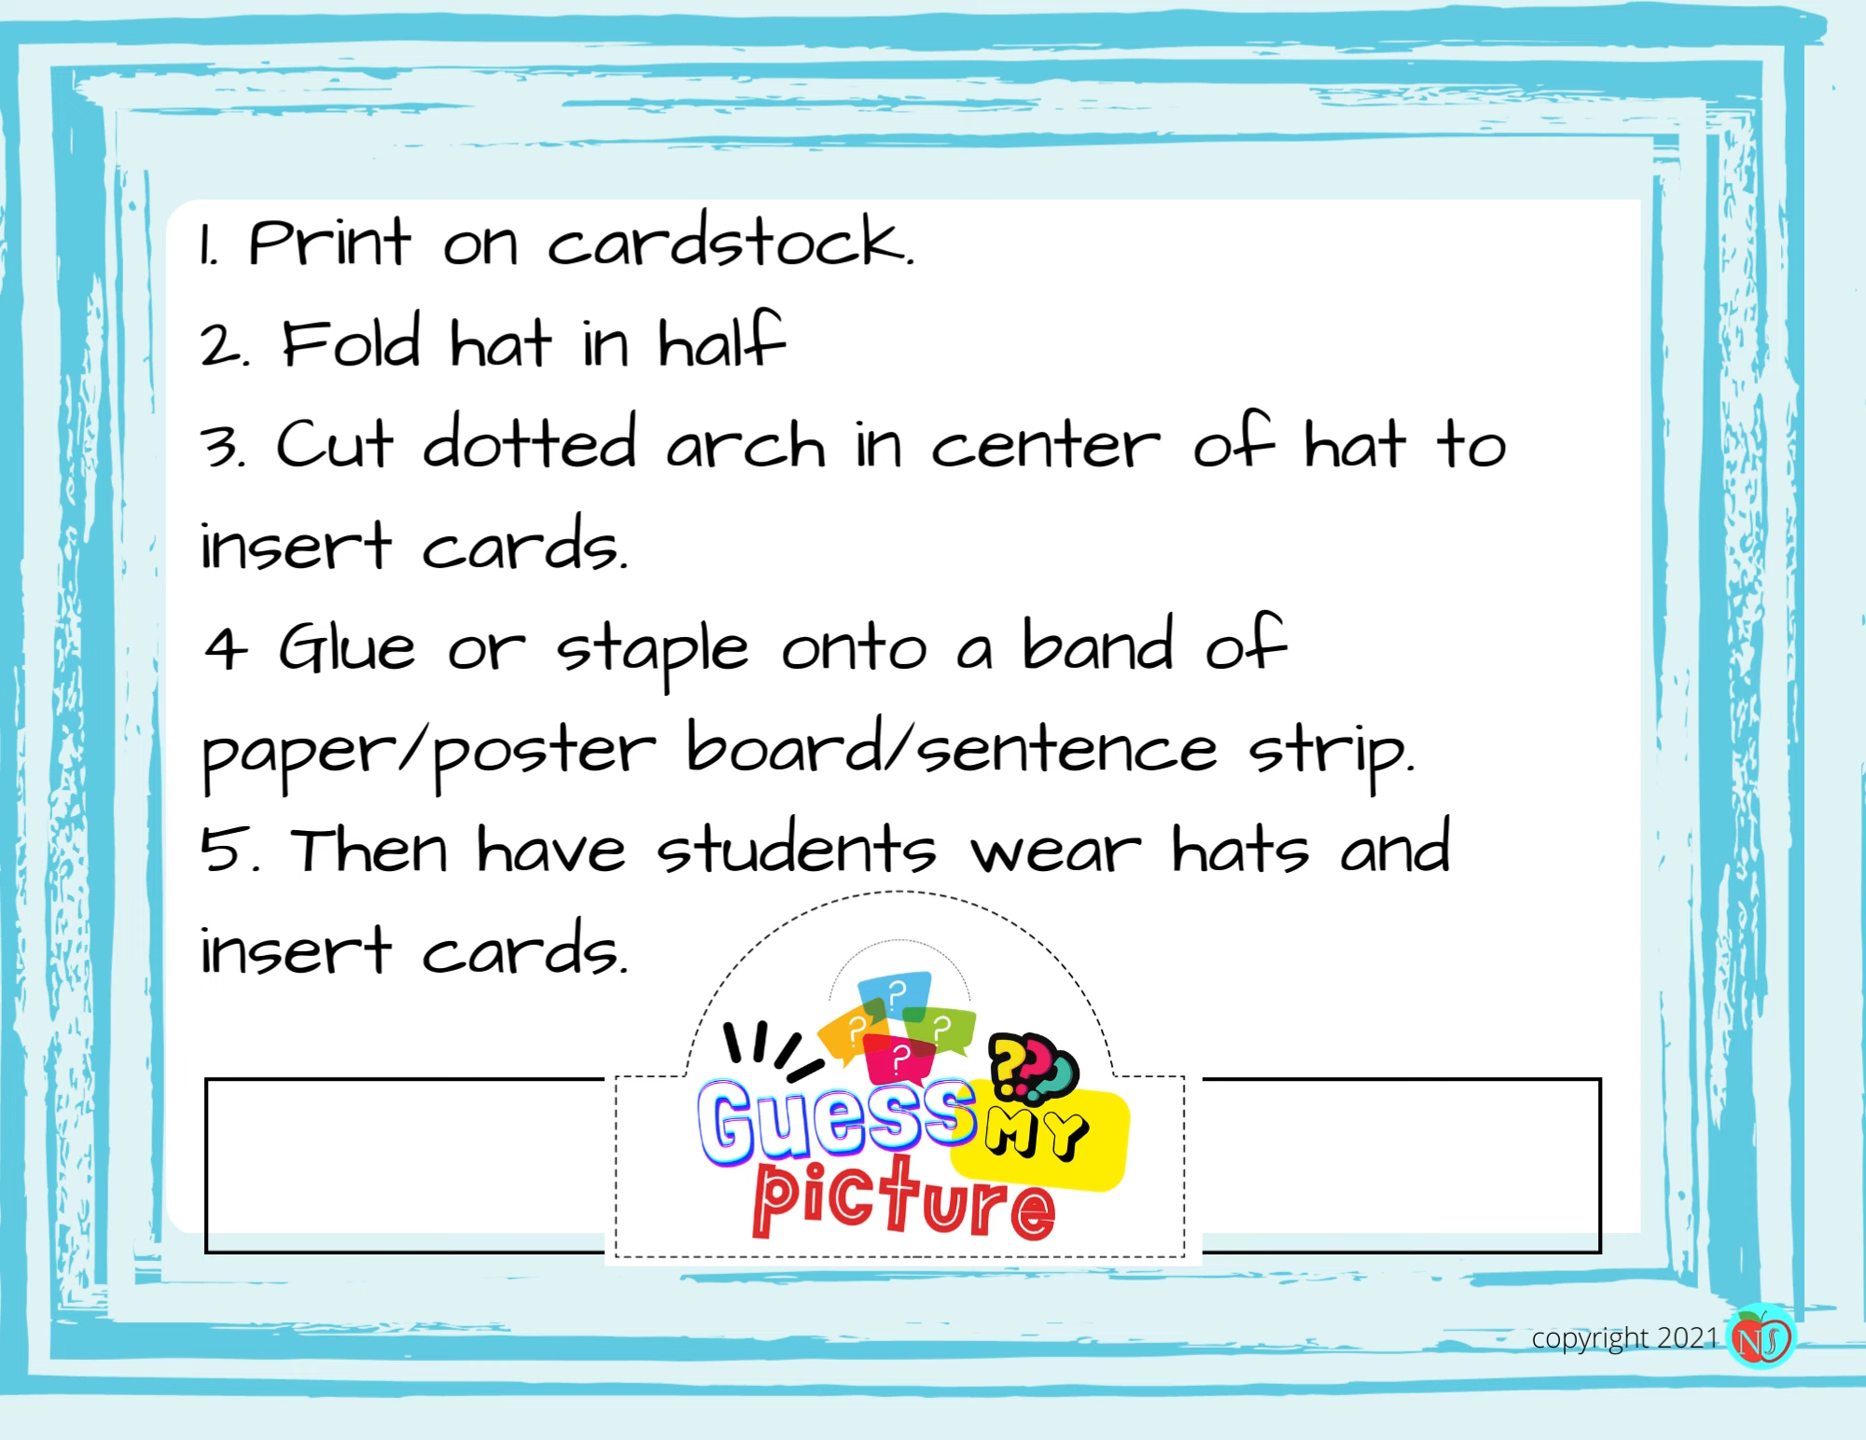 1. Print on cardstock.
2. Fold hat in half
3. Cut dotted arch in center of hat to
insert cards.
4 Glue or staple onto a band of
paper/poster board/sentence strip.
5. Then have students wear hats and
insert cards.
?
? ?
?
???
Guess MY
picture
copyright 2021 NS